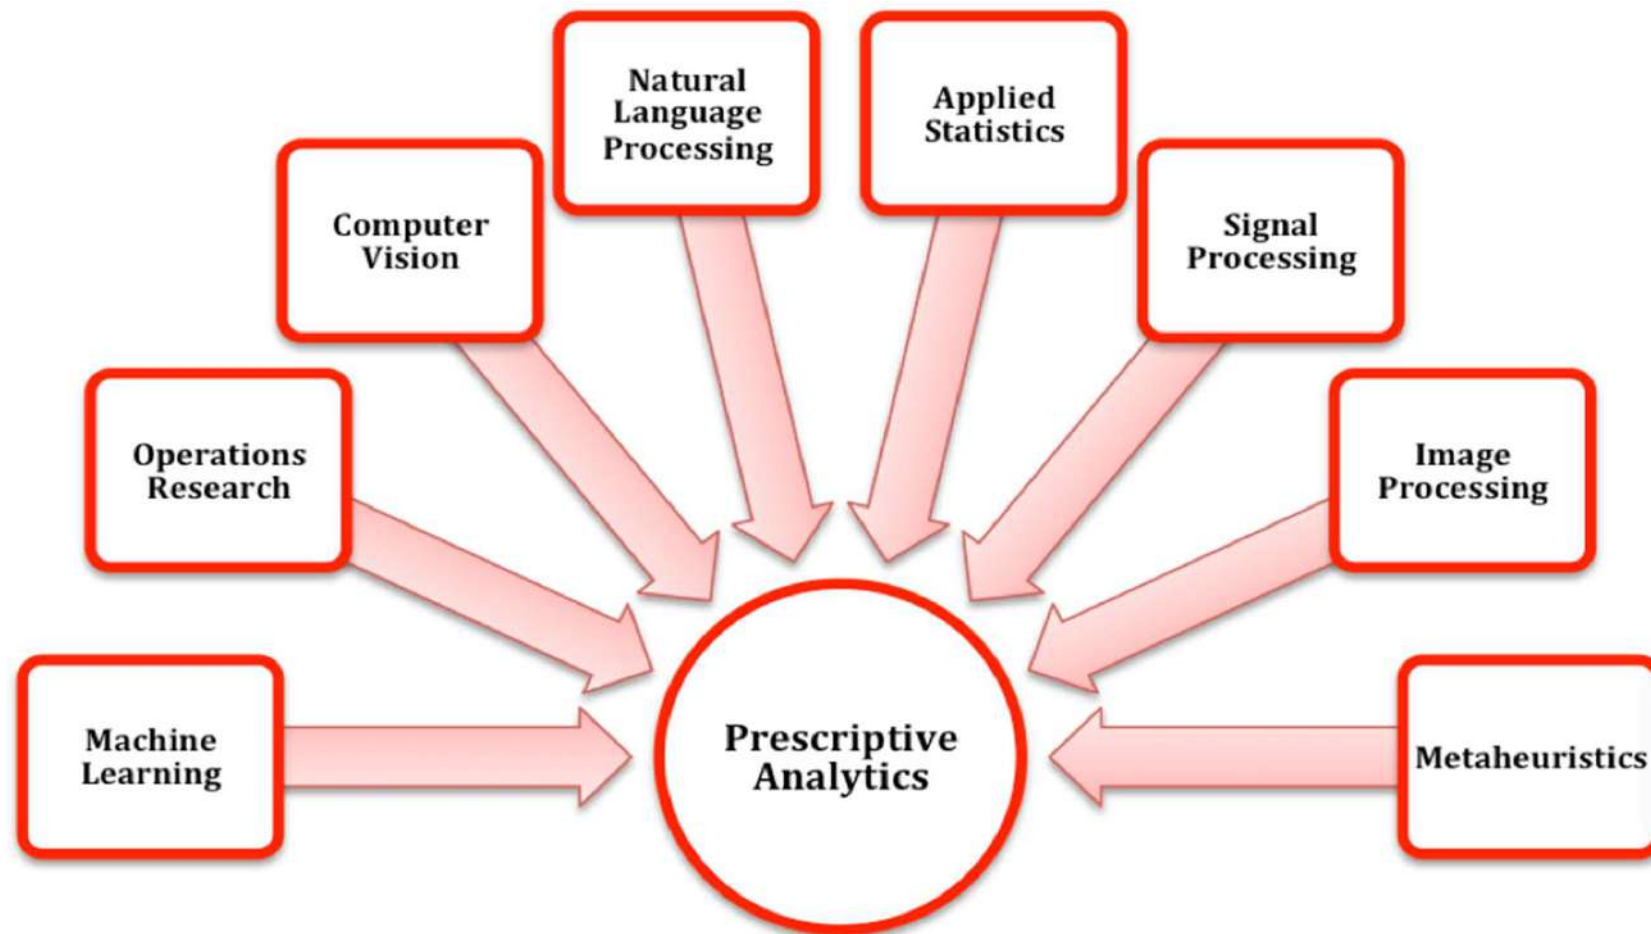 Natural
Language
Processing
Applied
Statistics
Computer
Vision
Signal
Processing
Operations
Research
Image
Processing
Machine
Learning
Prescriptive
Analytics
Metaheuristics